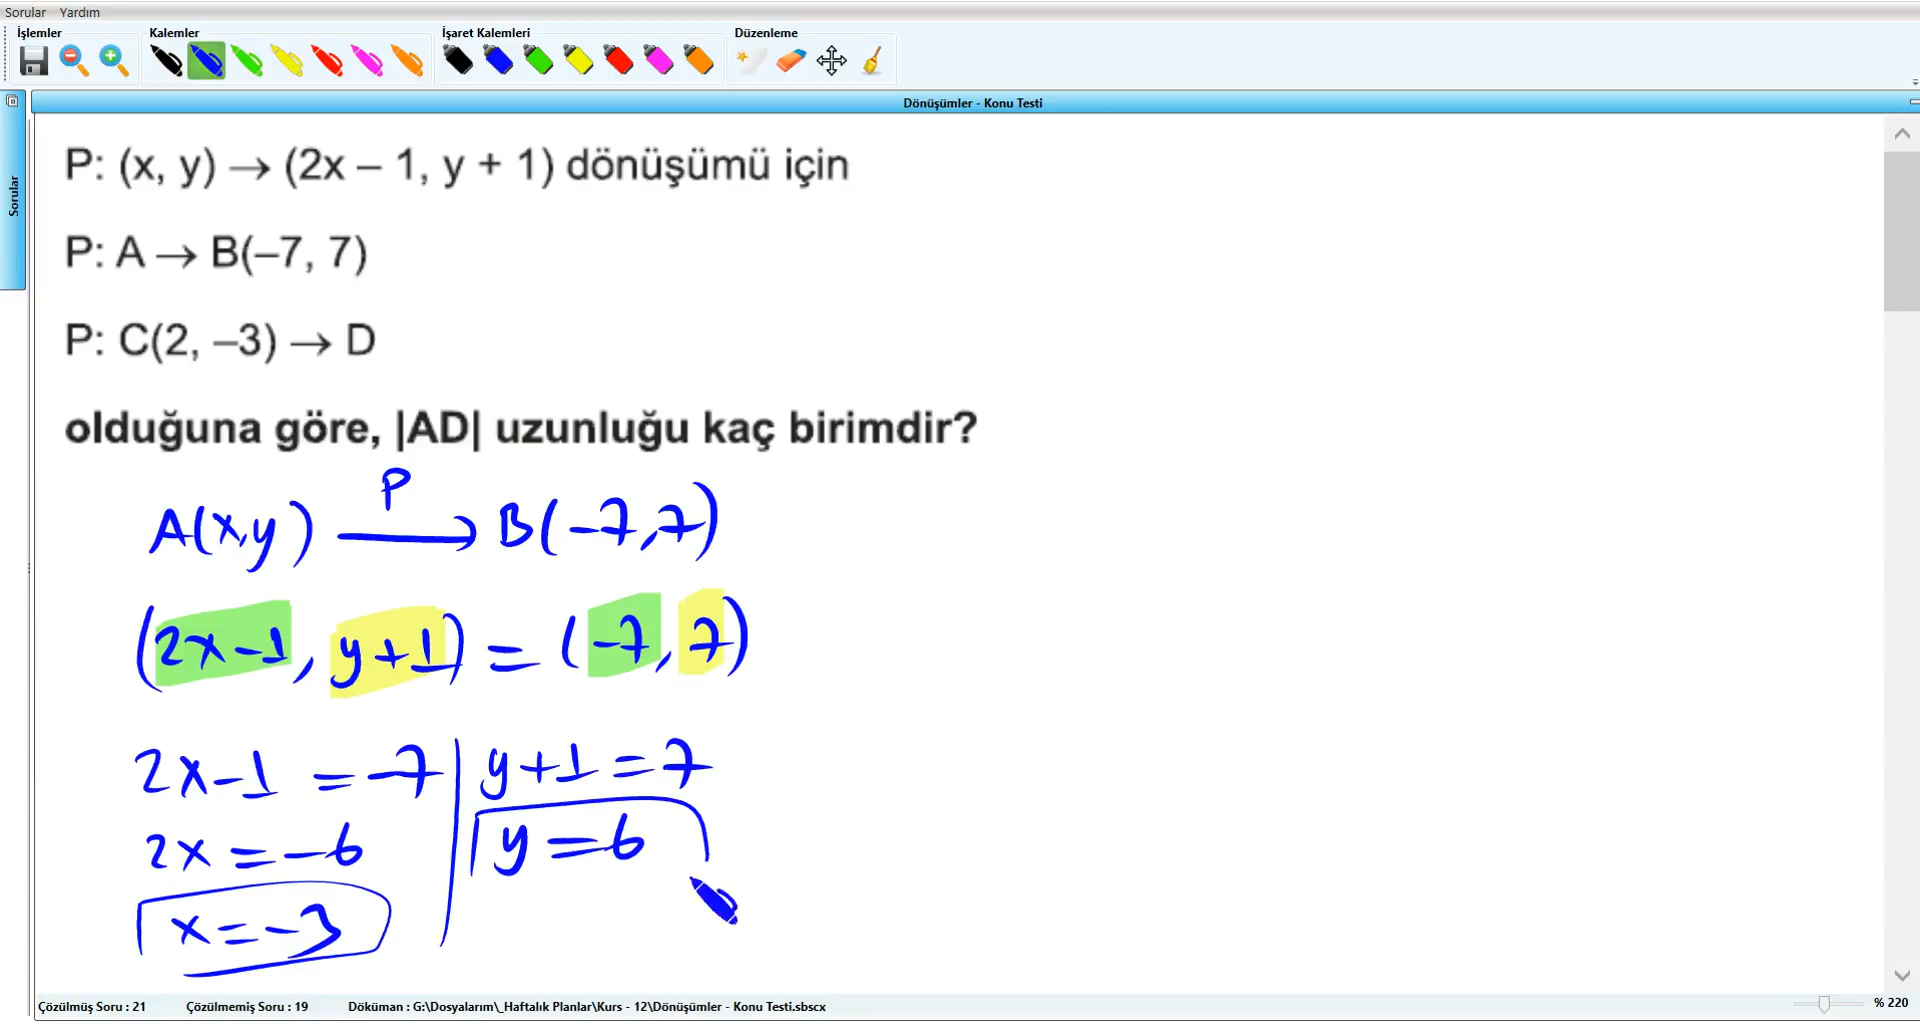 Sorular Yardım
İşlemler Kalemler İşaret Kalemleri Düzenleme
Sorular
Dönüşümler - Konu Testi
P: (x, y) → (2x – 1, y + 1) dönüşümü için
P: A → B(–7, 7)
P: C(2, –3) → D
olduğuna göre, |AD| uzunluğu kaç birimdir?
P
A(x,y) → B(-7,7)
(2x-1, y+1) = (-7, 7)
2x-1 = -7 | y+1 = 7
2x = -6 y = 6
x = -3
Çözülmüş Soru : 21 Çözülmemiş Soru : 19 Döküman : G:\Dosyalarım\_Haftalık Planlar\Kurs - 12\Dönüşümler - Konu Testi.sbscx % 220